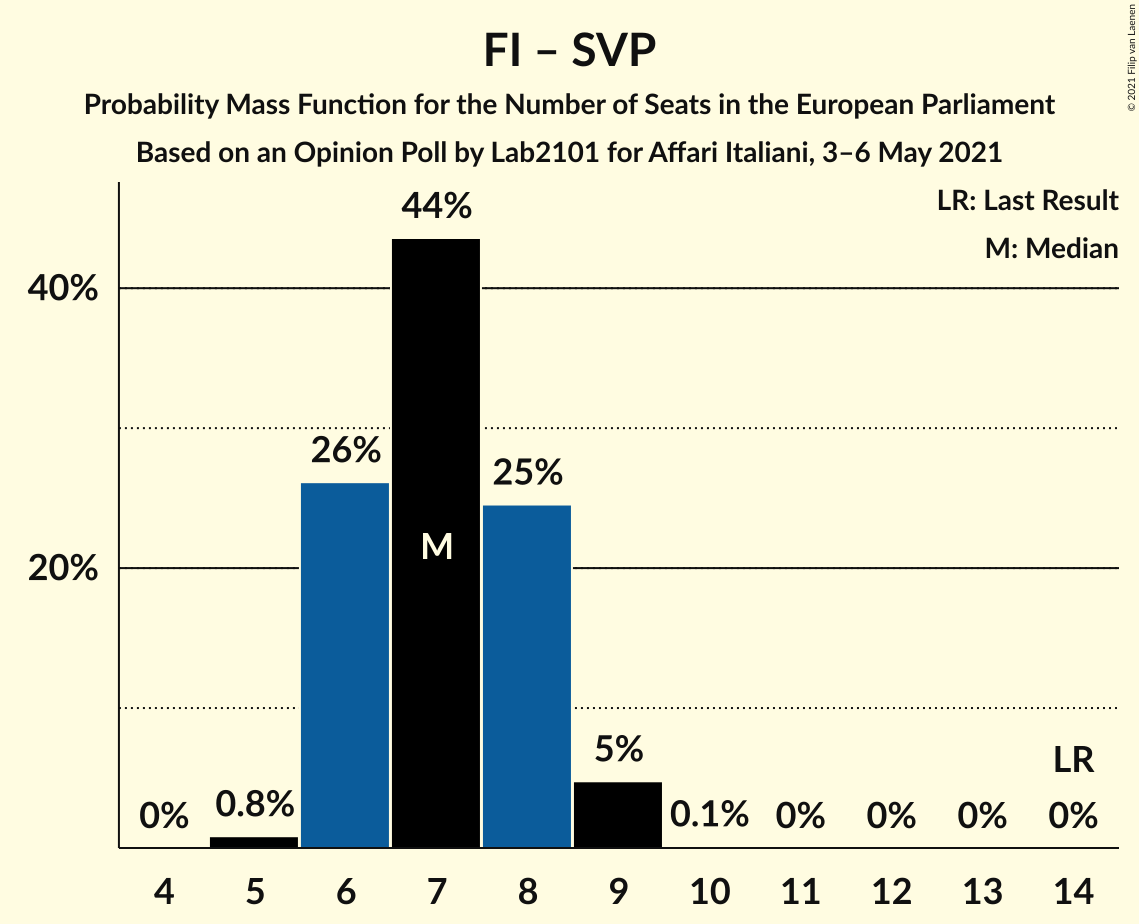 FI – SVP
Probability Mass Function for the Number of Seats in the European Parliament
Based on an Opinion Poll by Lab2101 for Affari Italiani, 3–6 May 2021
© 2021 Filip van Laenen
LR: Last Result
M: Median
44%
40%
26%
25%
M
20%
5%
LR
0%
0.8%
0.1%
0%
0%
0%
0%
4 5 6 7 8 9 10 11 12 13 14